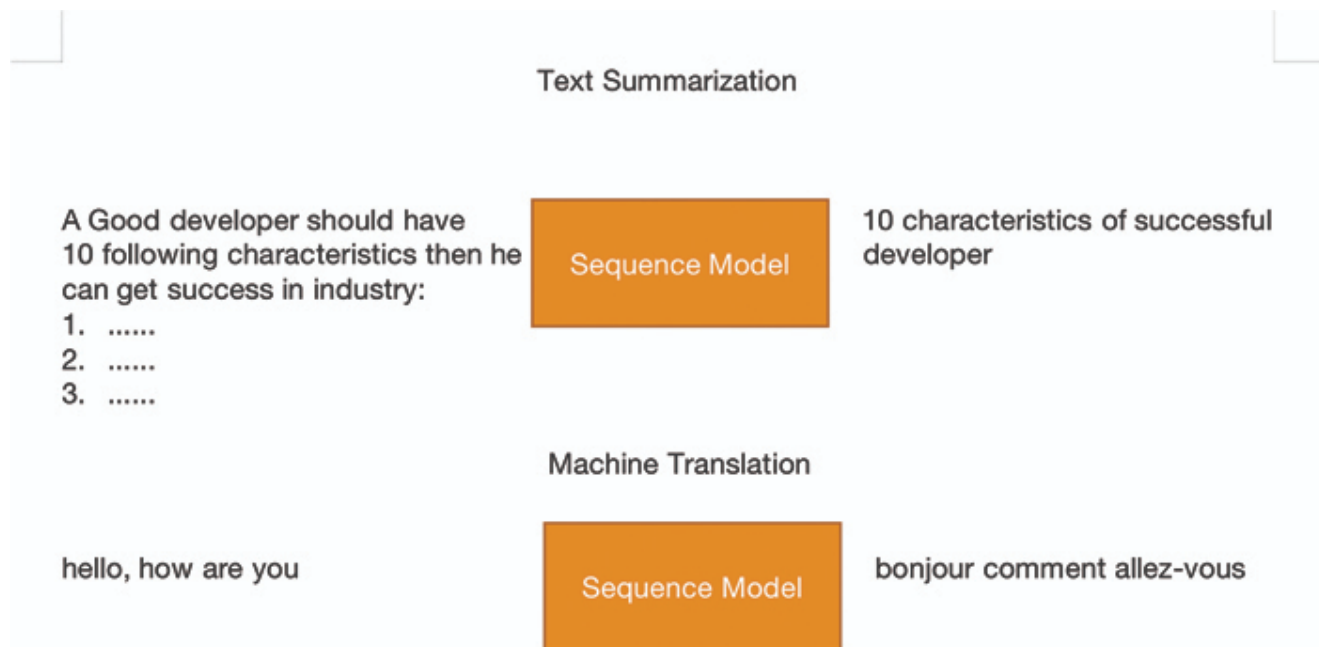 Text Summarization
A Good developer should have
10 following characteristics then he
can get success in industry:
1. ......
2. ......
3. ......
Sequence Model
10 characteristics of successful
developer
Machine Translation
hello, how are you
Sequence Model
bonjour comment allez-vous